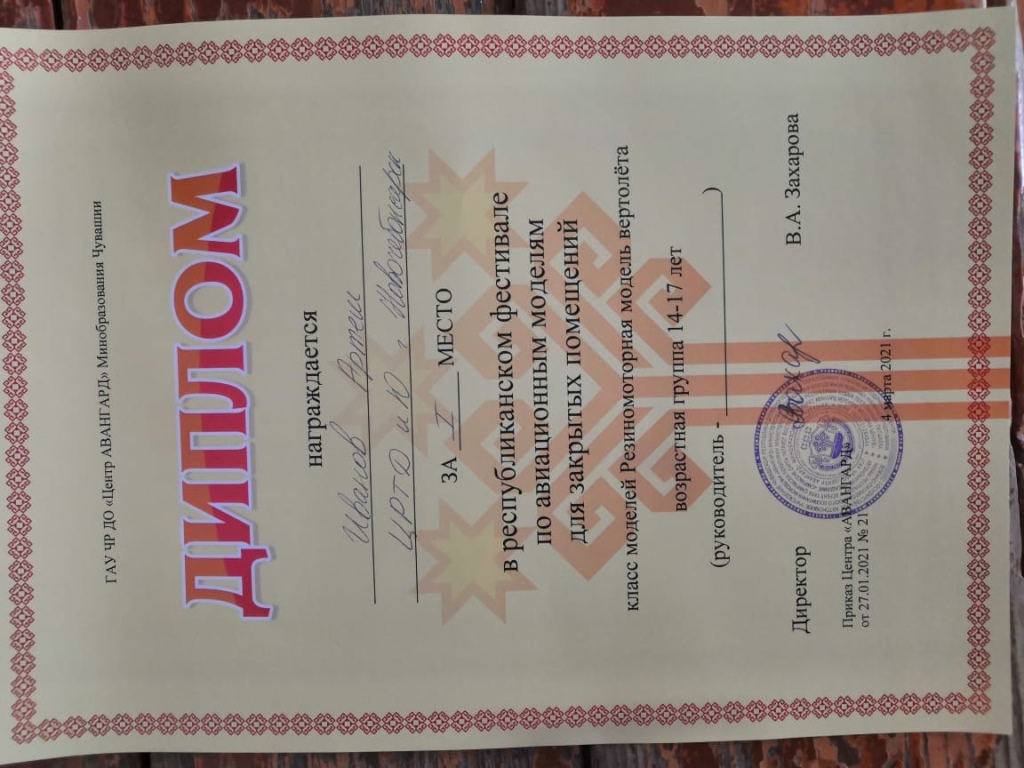 ГАУ ЧР ДО «Центр АВАНГАРД» Минобразования Чувашии
ДИПЛОМ
награждается
Иванов Артем
ЦРТД и Ю г. Новочебоксарск
ЗА I МЕСТО
в республиканском фестивале
по авиационным моделям
для закрытых помещений
класс моделей Резиномоторная модель вертолёта
возрастная группа 14-17 лет
(руководитель - )
Директор В.А. Захарова
Приказ Центра «АВАНГАРД»
от 27.01.2021 № 21
4 марта 2021 г.